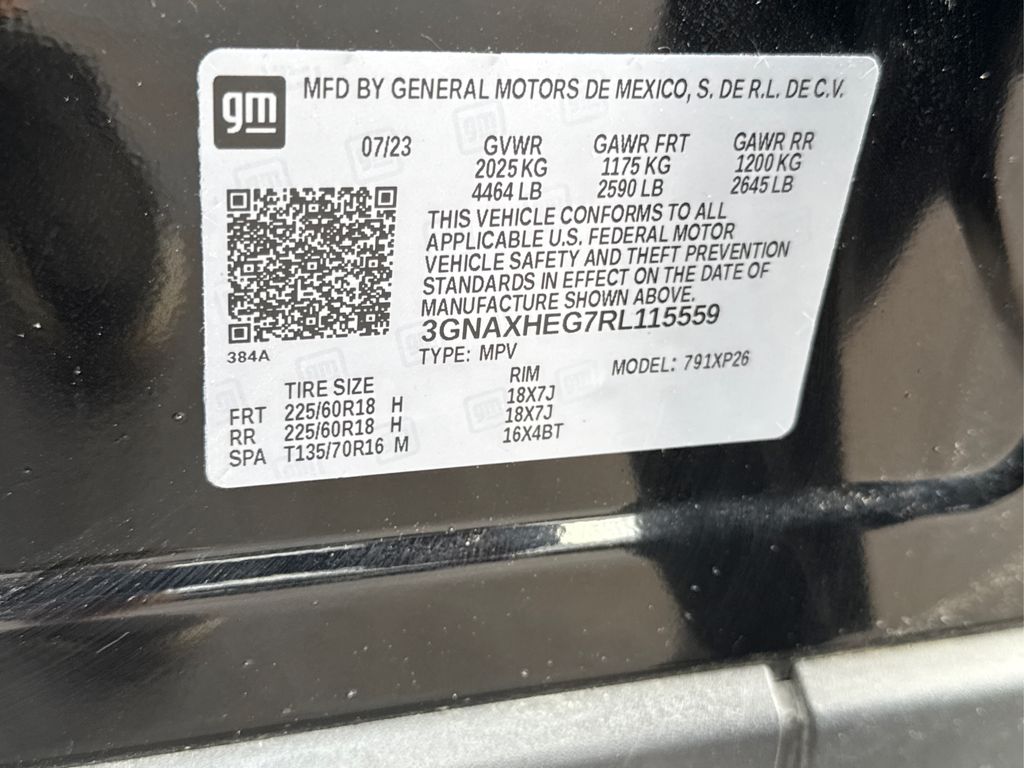 gm
MFD BY GENERAL MOTORS DE MEXICO, S. DE R.L. DE C.V.
07/23 GVWR GAWR FRT GAWR RR
2025 KG 1175 KG 1200 KG
4464 LB 2590 LB 2645 LB
THIS VEHICLE CONFORMS TO ALL
APPLICABLE U.S. FEDERAL MOTOR
VEHICLE SAFETY AND THEFT PREVENTION
STANDARDS IN EFFECT ON THE DATE OF
MANUFACTURE SHOWN ABOVE.
3GNAXHEG7RL115559
384A
TYPE: MPV MODEL: 791XP26
TIRE SIZE RIM
FRT 225/60R18 H 18X7J
RR 225/60R18 H 18X7J
SPA T135/70R16 M 16X4BT